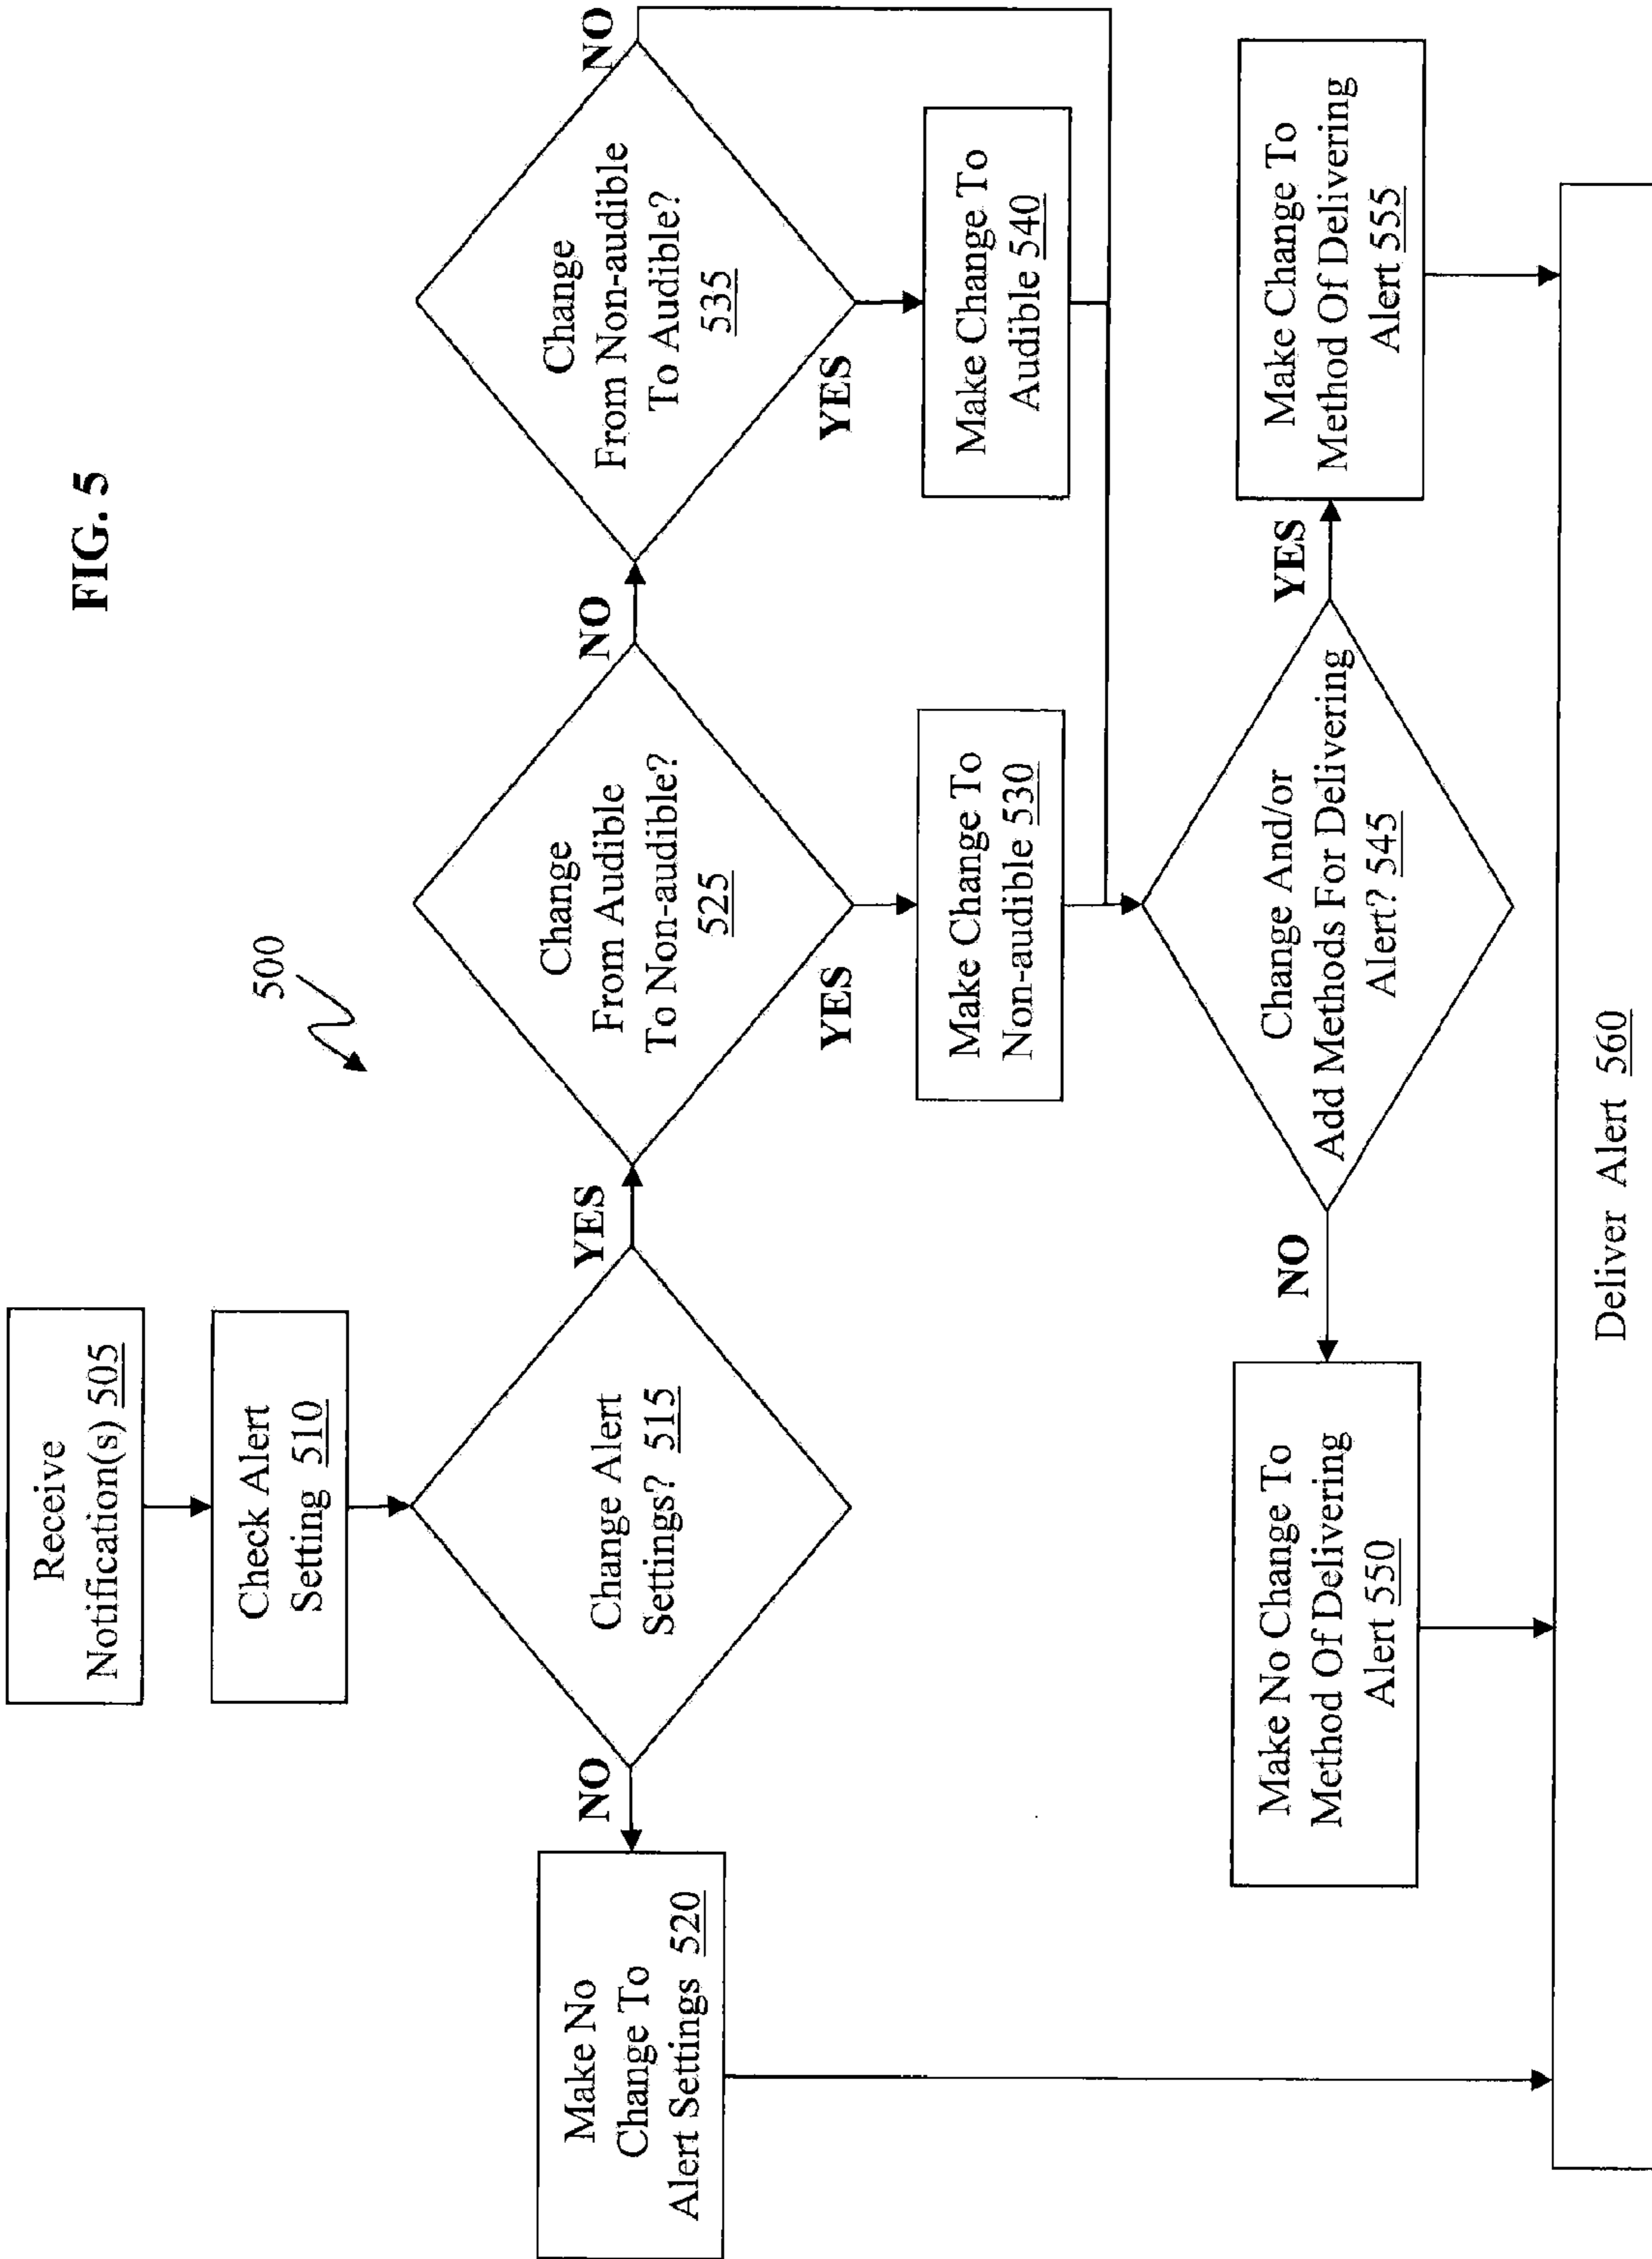 FIG. 5
500
Receive
Notification(s) 505
Check Alert
Setting 510
Change Alert
Settings? 515
NO
YES
Make No
Change To
Alert Settings 520
Change
From Audible
To Non-audible?
525
NO
YES
Make Change To
Non-audible 530
Change
From Non-audible
To Audible?
535
NO
YES
Make Change To
Audible 540
Change And/or
Add Methods For Delivering
Alert? 545
NO
YES
Make No Change To
Method Of Delivering
Alert 550
Make Change To
Method Of Delivering
Alert 555
Deliver Alert 560